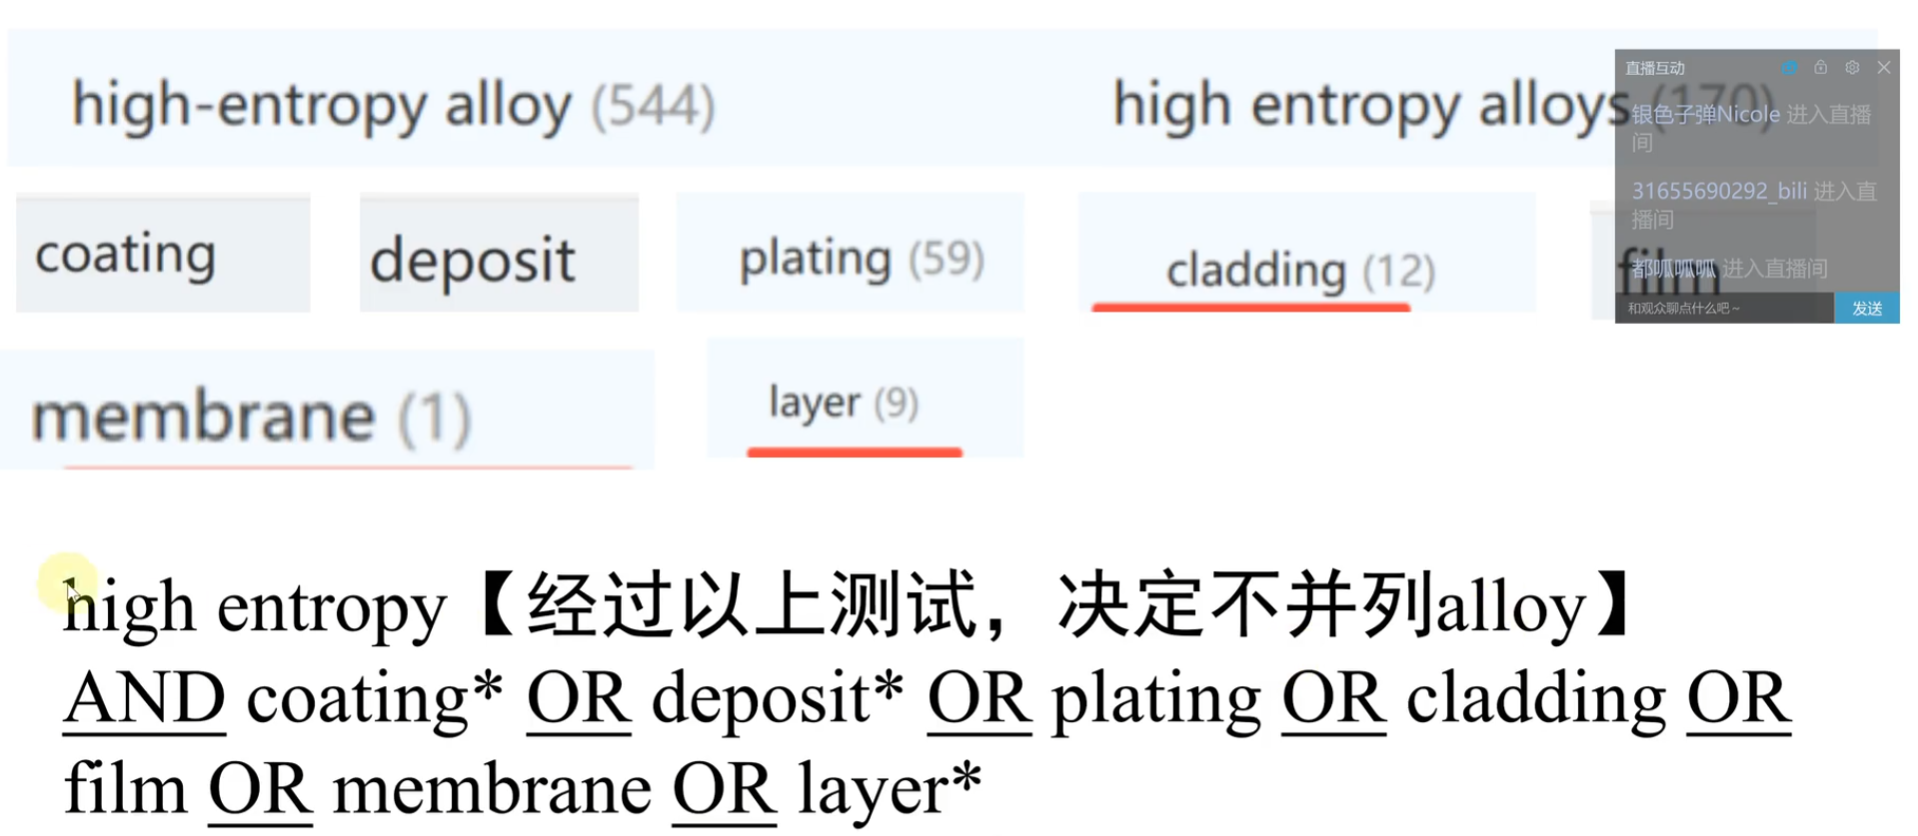 high-entropy alloy (544)
high entropy alloys (170)
直播互动
银色子弹Nicole 进入直播
间
31655690292_bili 进入直
播间
都呱呱呱 进入直播间
和观众聊点什么吧~
发送
coating
deposit
plating (59)
cladding (12)
film
membrane (1)
layer (9)
high entropy【经过以上测试，决定不并列alloy】
AND coating* OR deposit* OR plating OR cladding OR
film OR membrane OR layer*